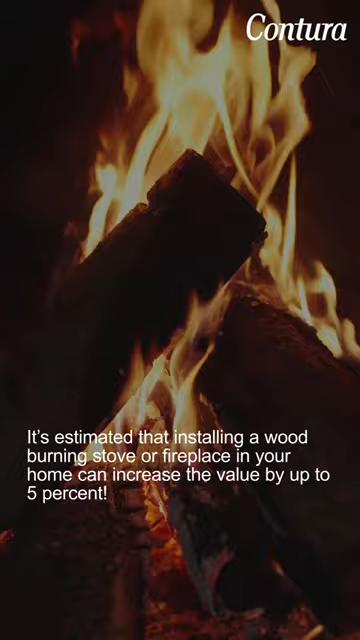 Contura
It's estimated that installing a wood
burning stove or fireplace in your
home can increase the value by up to
5 percent!